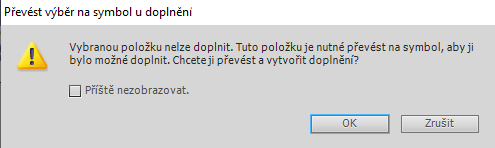 Převést výběr na symbol u doplnění
Vybranou položku nelze doplnit. Tuto položku je nutné převést na symbol, aby ji
bylo možné doplnit. Chcete ji převést a vytvořit doplnění?
Příště nezobrazovat.
OK
Zrušit